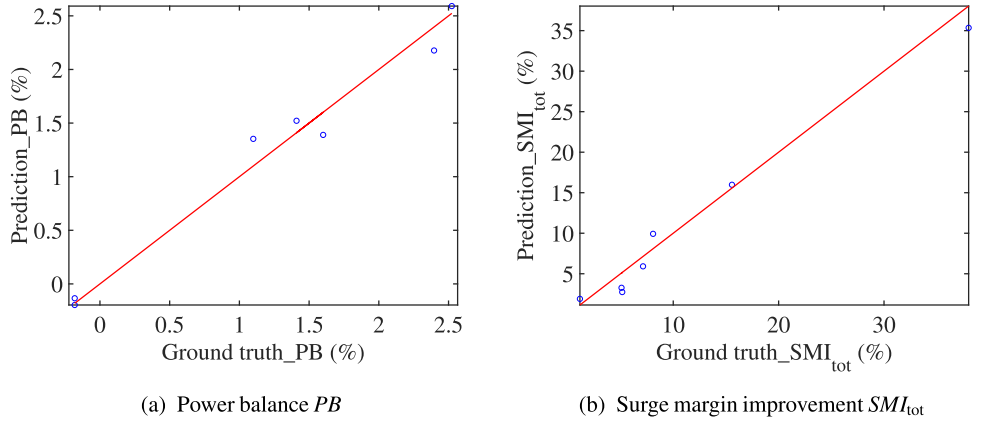 2.5
2
1.5
1
0.5
0
Prediction_PB (%)
0 0.5 1 1.5 2 2.5
Ground truth_PB (%)
(a) Power balance PB
35
30
25
20
15
10
5
Prediction_SMI_tot (%)
10 20 30
Ground truth_SMI_tot (%)
(b) Surge margin improvement SMI_tot